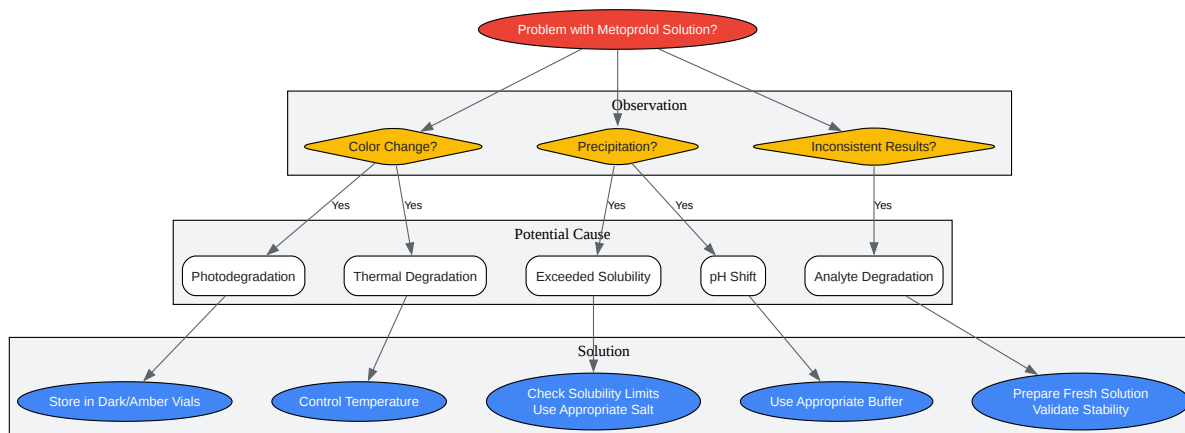 Problem with Metoprolol Solution?
Observation
Color Change?
Precipitation?
Inconsistent Results?
Yes
Yes
Yes
Yes
Yes
Potential Cause
Photodegradation
Thermal Degradation
Exceeded Solubility
pH Shift
Analyte Degradation
Solution
Store in Dark/Amber Vials
Control Temperature
Check Solubility Limits
Use Appropriate Salt
Use Appropriate Buffer
Prepare Fresh Solution
Validate Stability